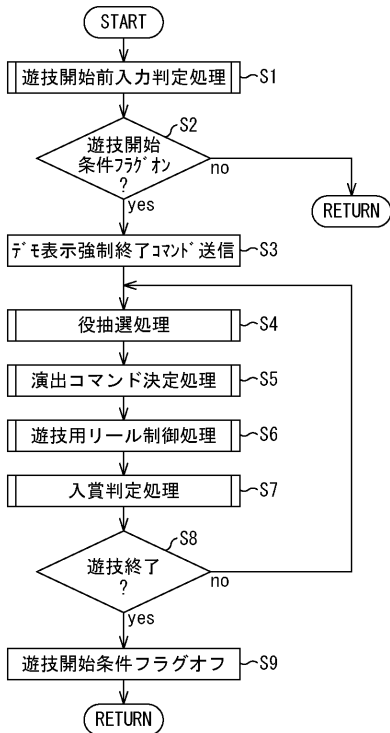 START
遊技開始前入力判定処理
S1
S2
遊技開始
条件ﾌﾗｸﾞオン
?
no
yes
RETURN
ﾃﾞﾓ表示強制終了ｺﾏﾝﾄﾞ送信
S3
役抽選処理
S4
演出コマンド決定処理
S5
遊技用リール制御処理
S6
入賞判定処理
S7
S8
遊技終了
?
no
yes
遊技開始条件フラグオフ
S9
RETURN